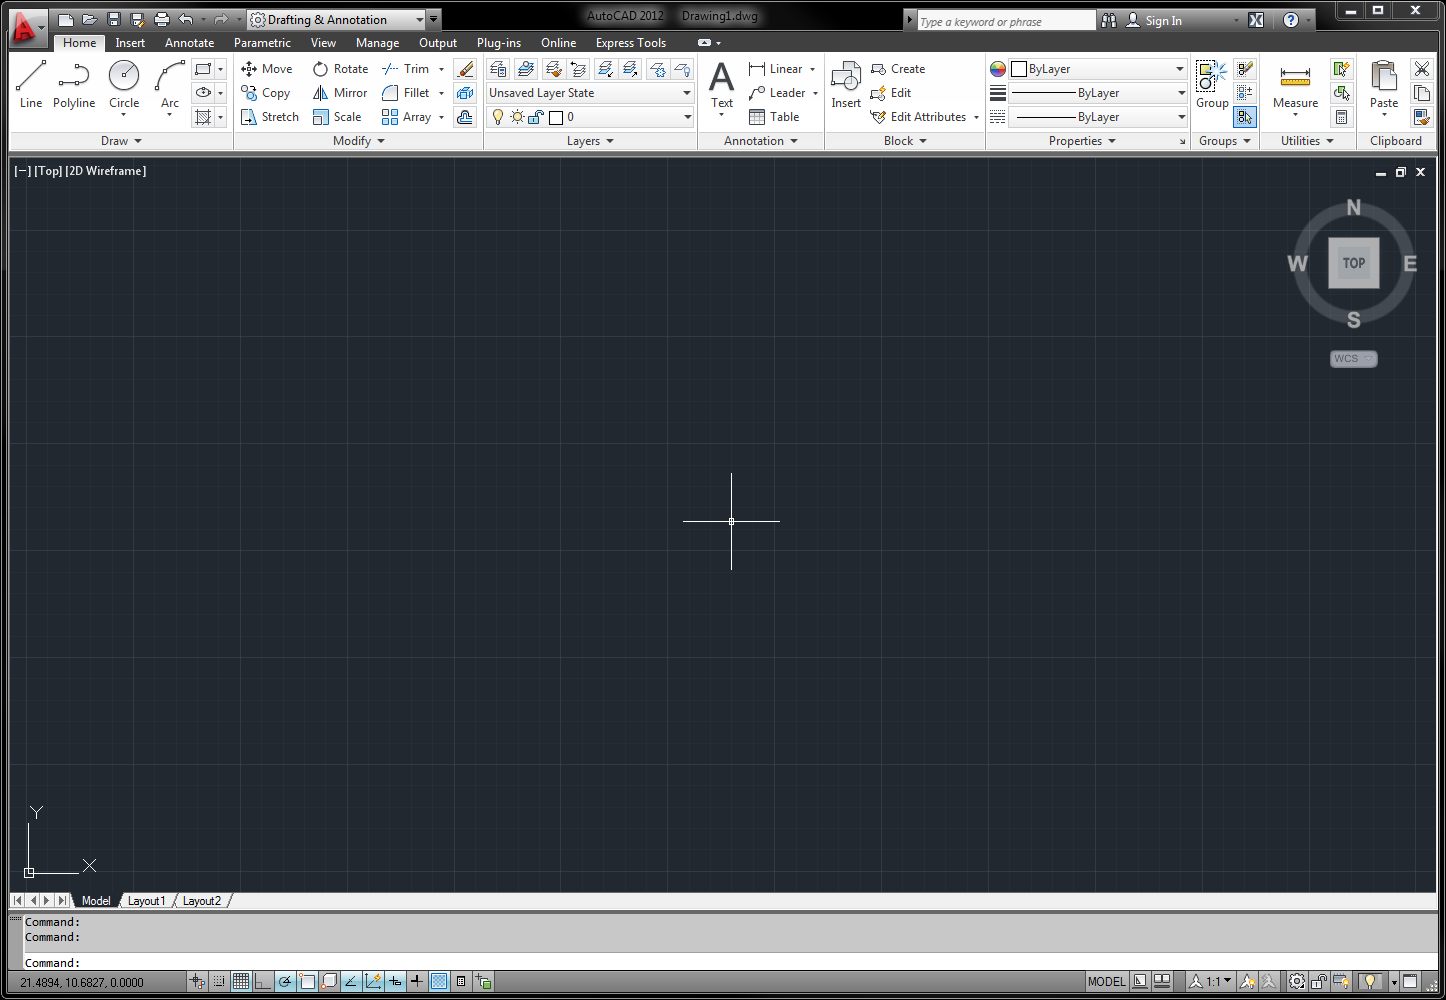 Drafting & Annotation
AutoCAD 2012 Drawing1.dwg
Type a keyword or phrase
Sign In
Home Insert Annotate Parametric View Manage Output Plug-ins Online Express Tools
Line Polyline Circle Arc
Draw
Move Rotate Trim
Copy Mirror Fillet
Stretch Scale Array
Modify
Unsaved Layer State
0
Layers
Text
Linear
Leader
Table
Annotation
Insert
Create
Edit
Edit Attributes
Block
ByLayer
ByLayer
ByLayer
Properties
Group
Groups
Measure
Utilities
Paste
Clipboard
[−] [Top] [2D Wireframe]
N
W TOP E
S
WCS
Y
X
Model Layout1 Layout2
Command:
Command:
Command:
21.4894, 10.6827, 0.0000
MODEL
1:1